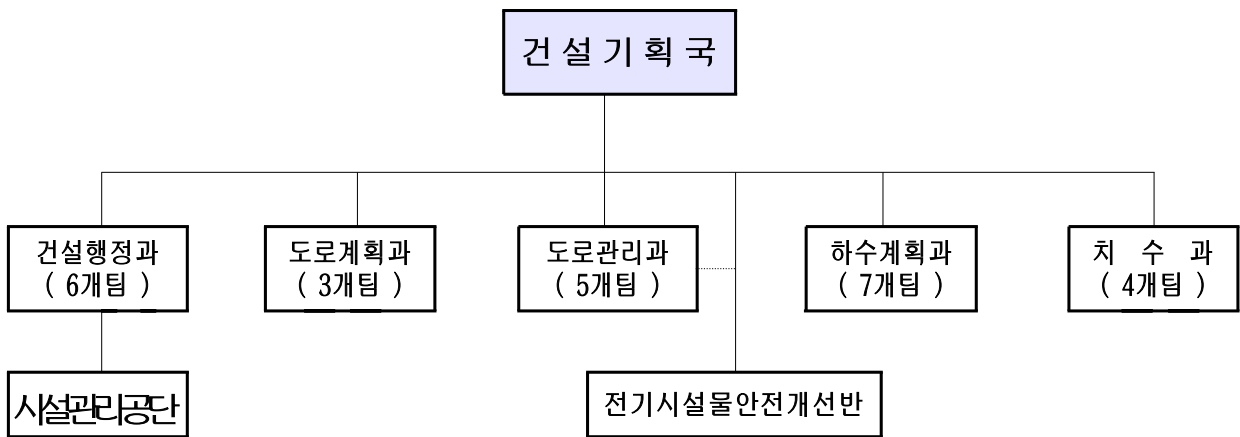 건 설 기 획 국
건설행정과
( 6개팀 )
도로계획과
( 3개팀 )
도로관리과
( 5개팀 )
하수계획과
( 7개팀 )
치 수 과
( 4개팀 )
시설관리공단
전기시설물안전개선반